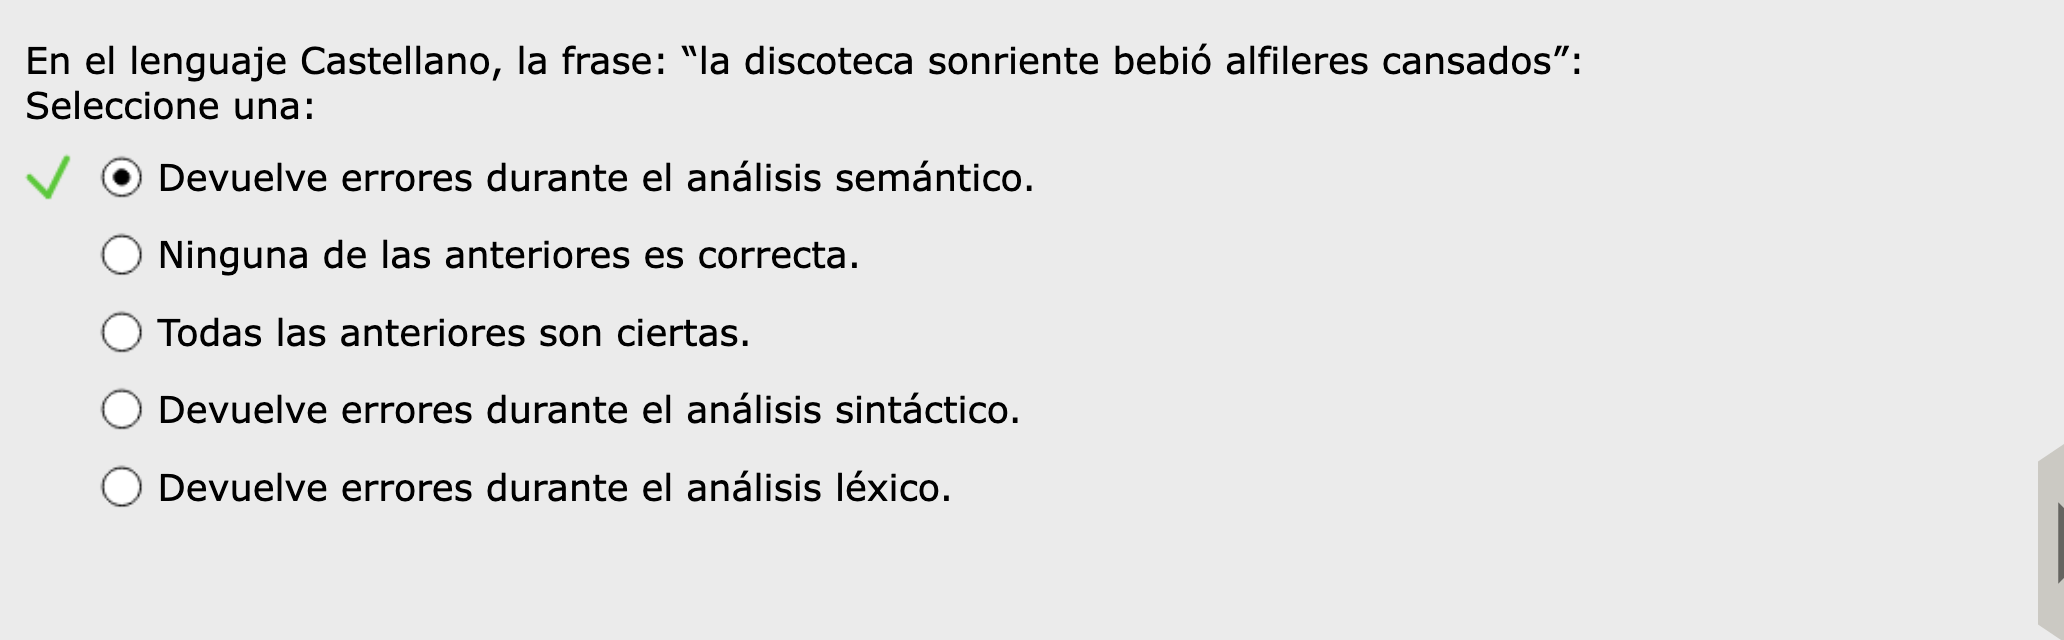 En el lenguaje Castellano, la frase: “la discoteca sonriente bebió alfileres cansados”:
Seleccione una:
Devuelve errores durante el análisis semántico.
Ninguna de las anteriores es correcta.
Todas las anteriores son ciertas.
Devuelve errores durante el análisis sintáctico.
Devuelve errores durante el análisis léxico.